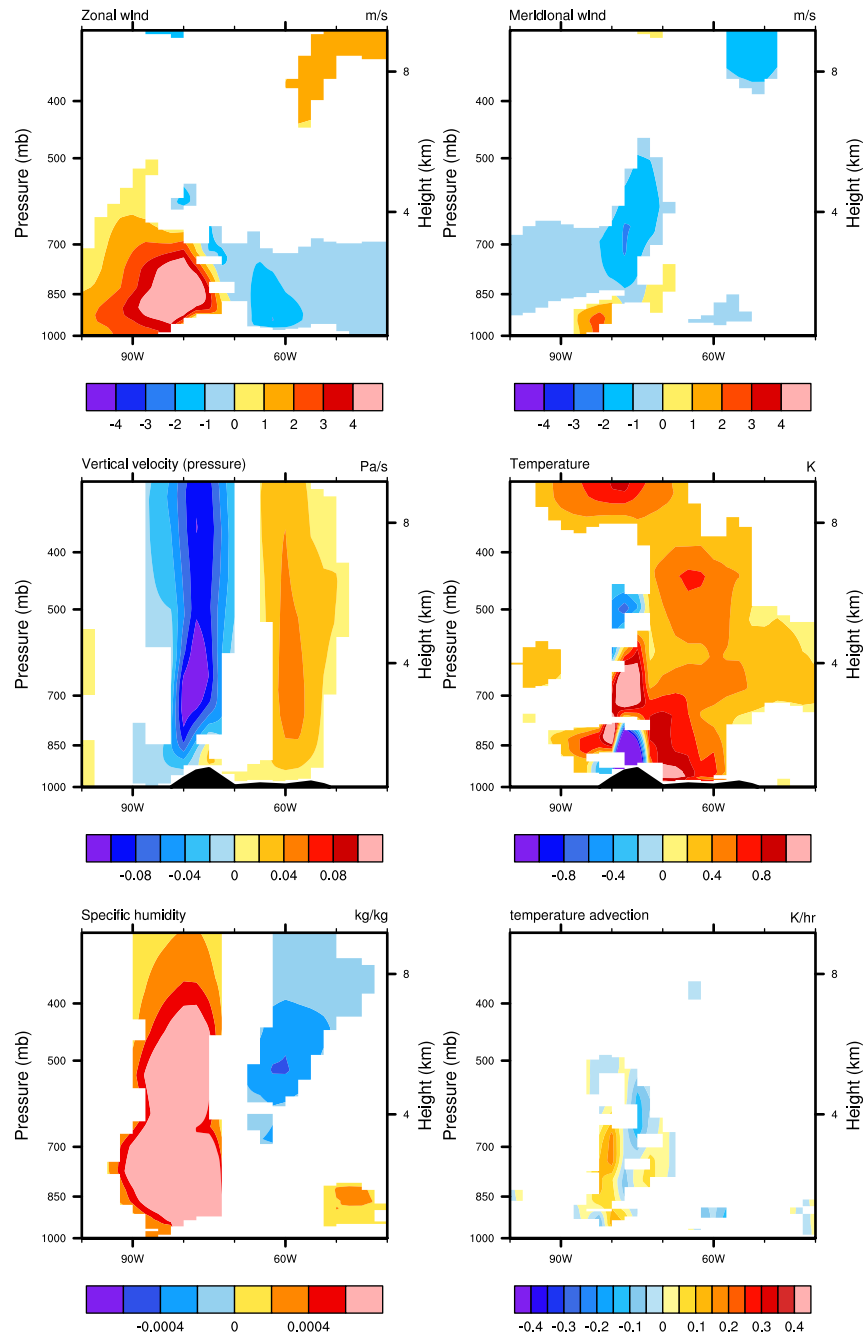 Zonal wind m/s
Meridional wind m/s
Pressure (mb)
400
500
700
850
1000
8
4
Height (km)
90W 60W
-4 -3 -2 -1 0 1 2 3 4
Pressure (mb)
400
500
700
850
1000
8
4
Height (km)
90W 60W
-4 -3 -2 -1 0 1 2 3 4
Vertical velocity (pressure) Pa/s
Temperature K
Pressure (mb)
400
500
700
850
1000
8
4
Height (km)
90W 60W
-0.08 -0.04 0 0.04 0.08
Pressure (mb)
400
500
700
850
1000
8
4
Height (km)
90W 60W
-0.8 -0.4 0 0.4 0.8
Specific humidity kg/kg
temperature advection K/hr
Pressure (mb)
400
500
700
850
1000
8
4
Height (km)
90W 60W
-0.0004 0 0.0004
Pressure (mb)
400
500
700
850
1000
8
4
Height (km)
90W 60W
-0.4 -0.3 -0.2 -0.1 0 0.1 0.2 0.3 0.4